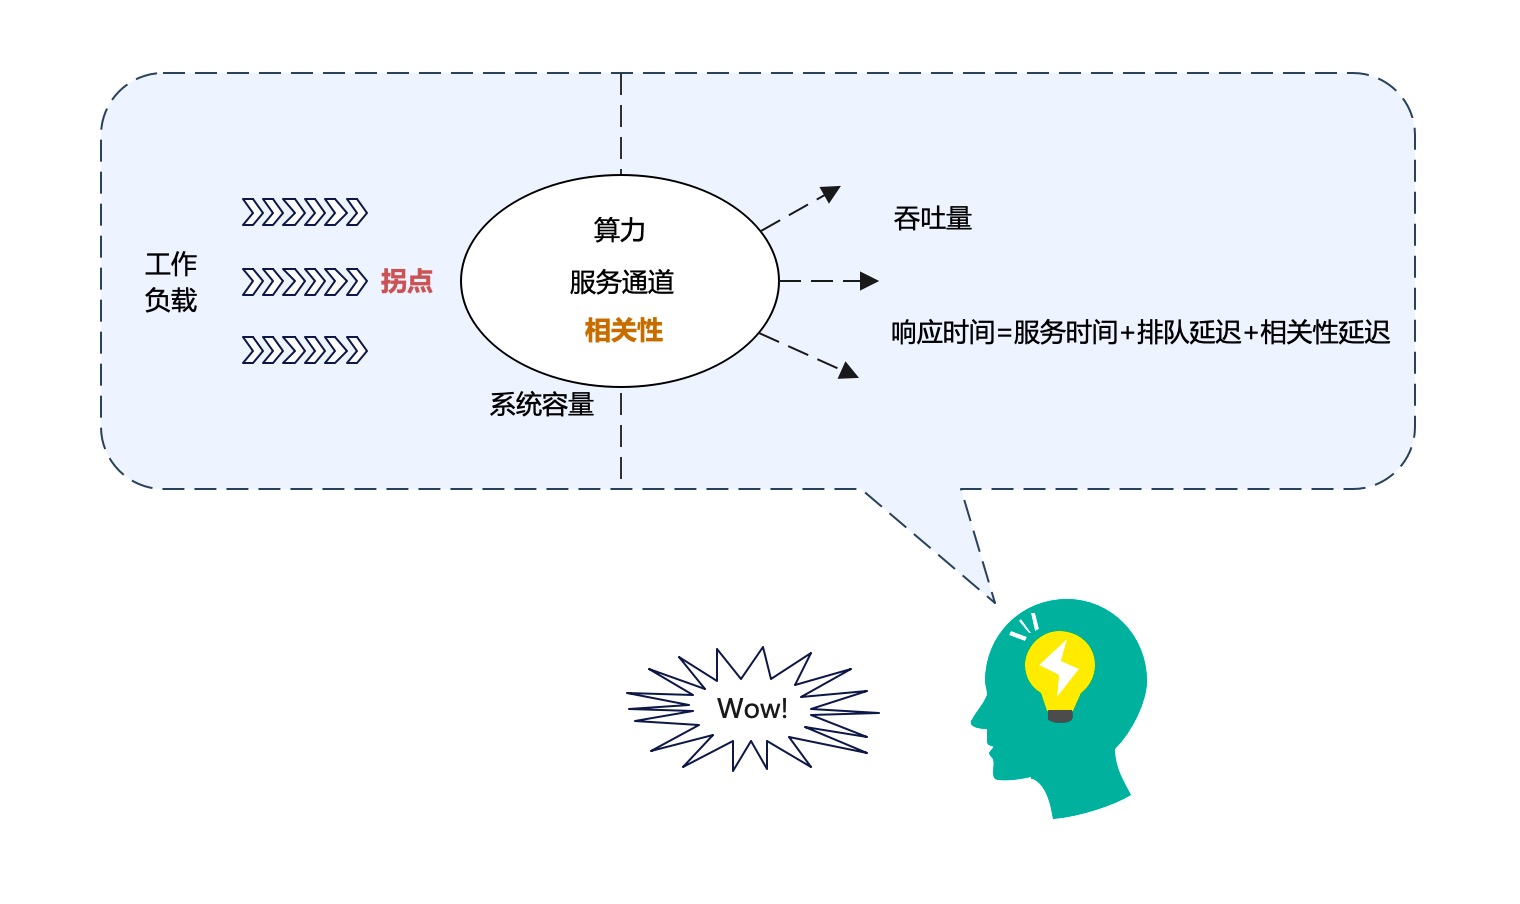 工作
负载
拐点
算力
服务通道
相关性
系统容量
吞吐量
响应时间=服务时间+排队延迟+相关性延迟
Wow!